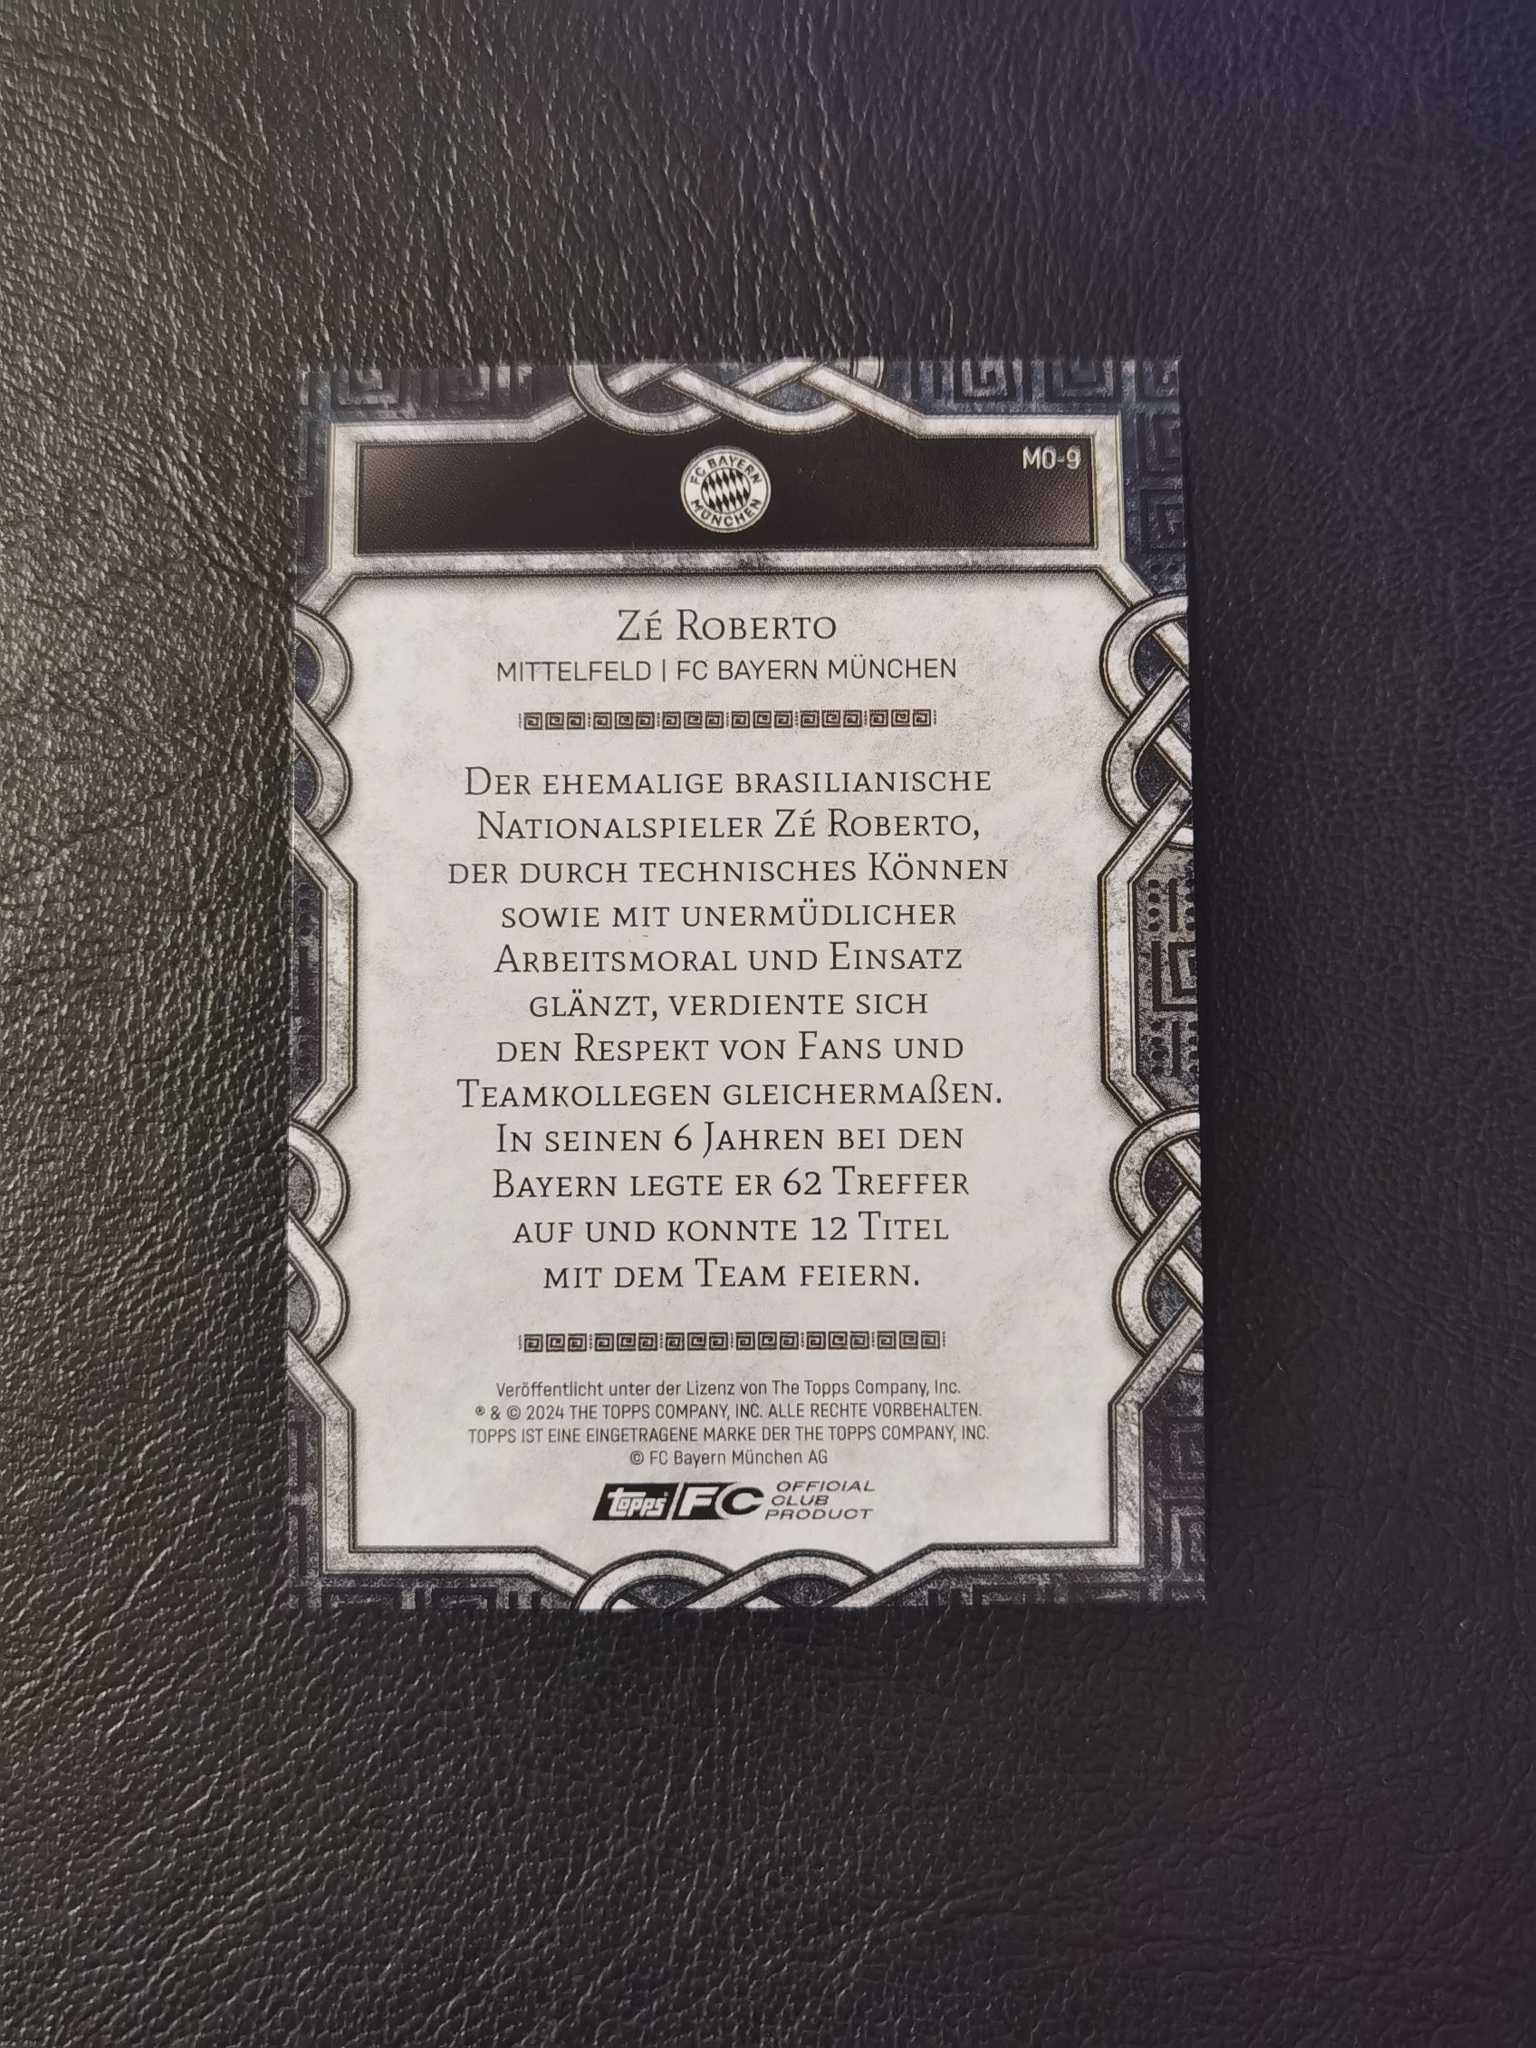 MO-9
FC BAYERN
MÜNCHEN
Zé Roberto
MITTELFELD | FC BAYERN MÜNCHEN
Der ehemalige brasilianische
Nationalspieler Zé Roberto,
der durch technisches Können
sowie mit unermüdlicher
Arbeitsmoral und Einsatz
glänzt, verdiente sich
den Respekt von Fans und
Teamkollegen gleichermaßen.
In seinen 6 Jahren bei den
Bayern legte er 62 Treffer
auf und konnte 12 Titel
mit dem Team feiern.
Veröffentlicht unter der Lizenz von The Topps Company, Inc.
® & © 2024 THE TOPPS COMPANY, INC. ALLE RECHTE VORBEHALTEN.
TOPPS IST EINE EINGETRAGENE MARKE DER THE TOPPS COMPANY, INC.
© FC Bayern München AG
topps FC OFFICIAL
CLUB
PRODUCT